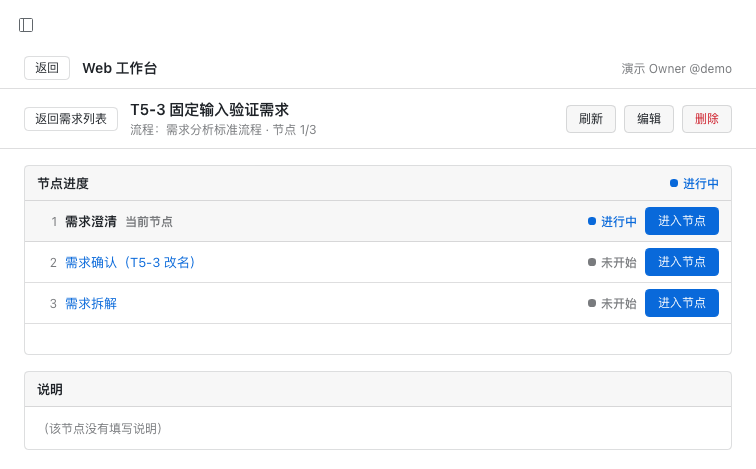 返回 Web 工作台 演示 Owner @demo
返回需求列表 T5-3 固定输入验证需求 刷新 编辑 删除
流程：需求分析标准流程 · 节点 1/3
节点进度 进行中
1 需求澄清 当前节点 进行中 进入节点
2 需求确认（T5-3 改名） 未开始 进入节点
3 需求拆解 未开始 进入节点
说明
（该节点没有填写说明）